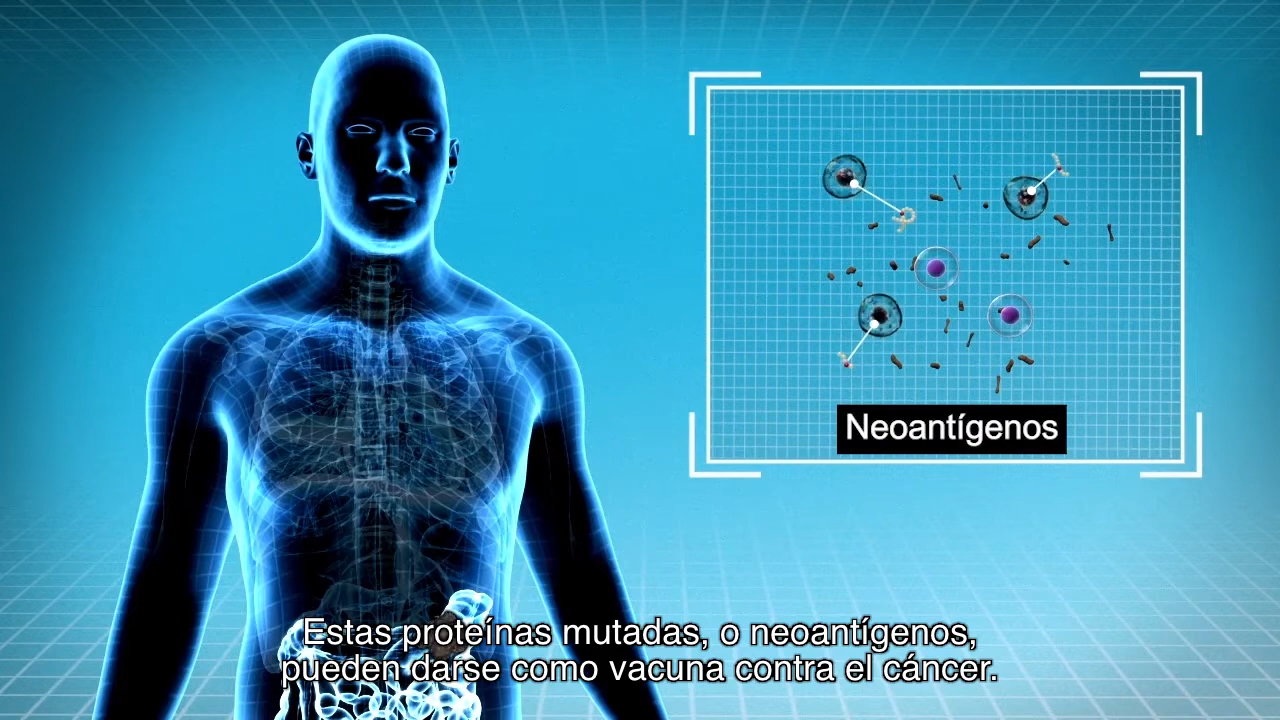 Neoantígenos
Estas proteínas mutadas, o neoantígenos,
pueden darse como vacuna contra el cáncer.